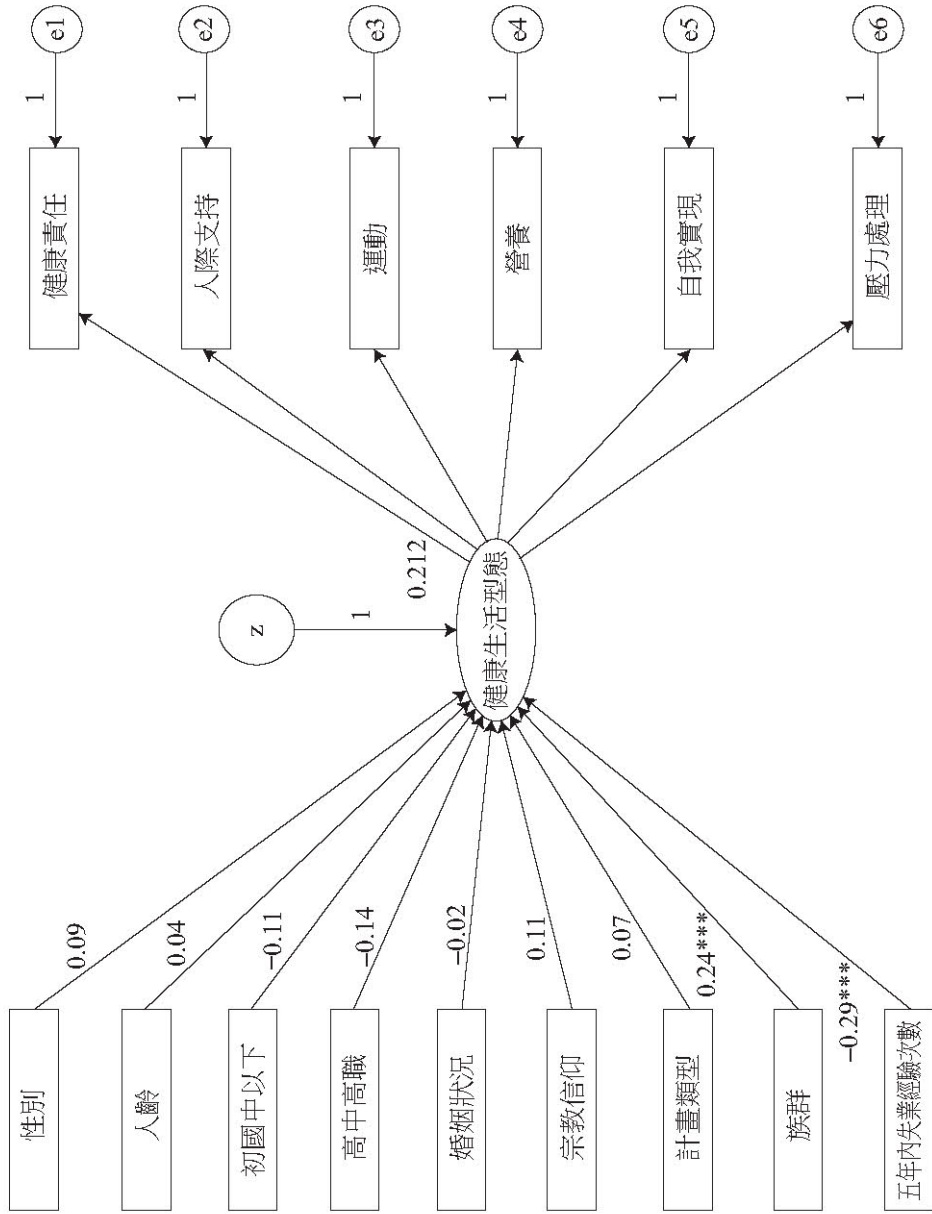 性別
人齡
初國中以下
高中高職
婚姻狀況
宗教信仰
計畫類型
族群
五年內失業經驗次數
0.09
0.04
−0.11
−0.14
−0.02
0.11
0.07
0.24***
−0.29***
z
1
0.212
健康生活型態
健康責任
人際支持
運動
營養
自我實現
壓力處理
1
1
1
1
1
1
e1
e2
e3
e4
e5
e6